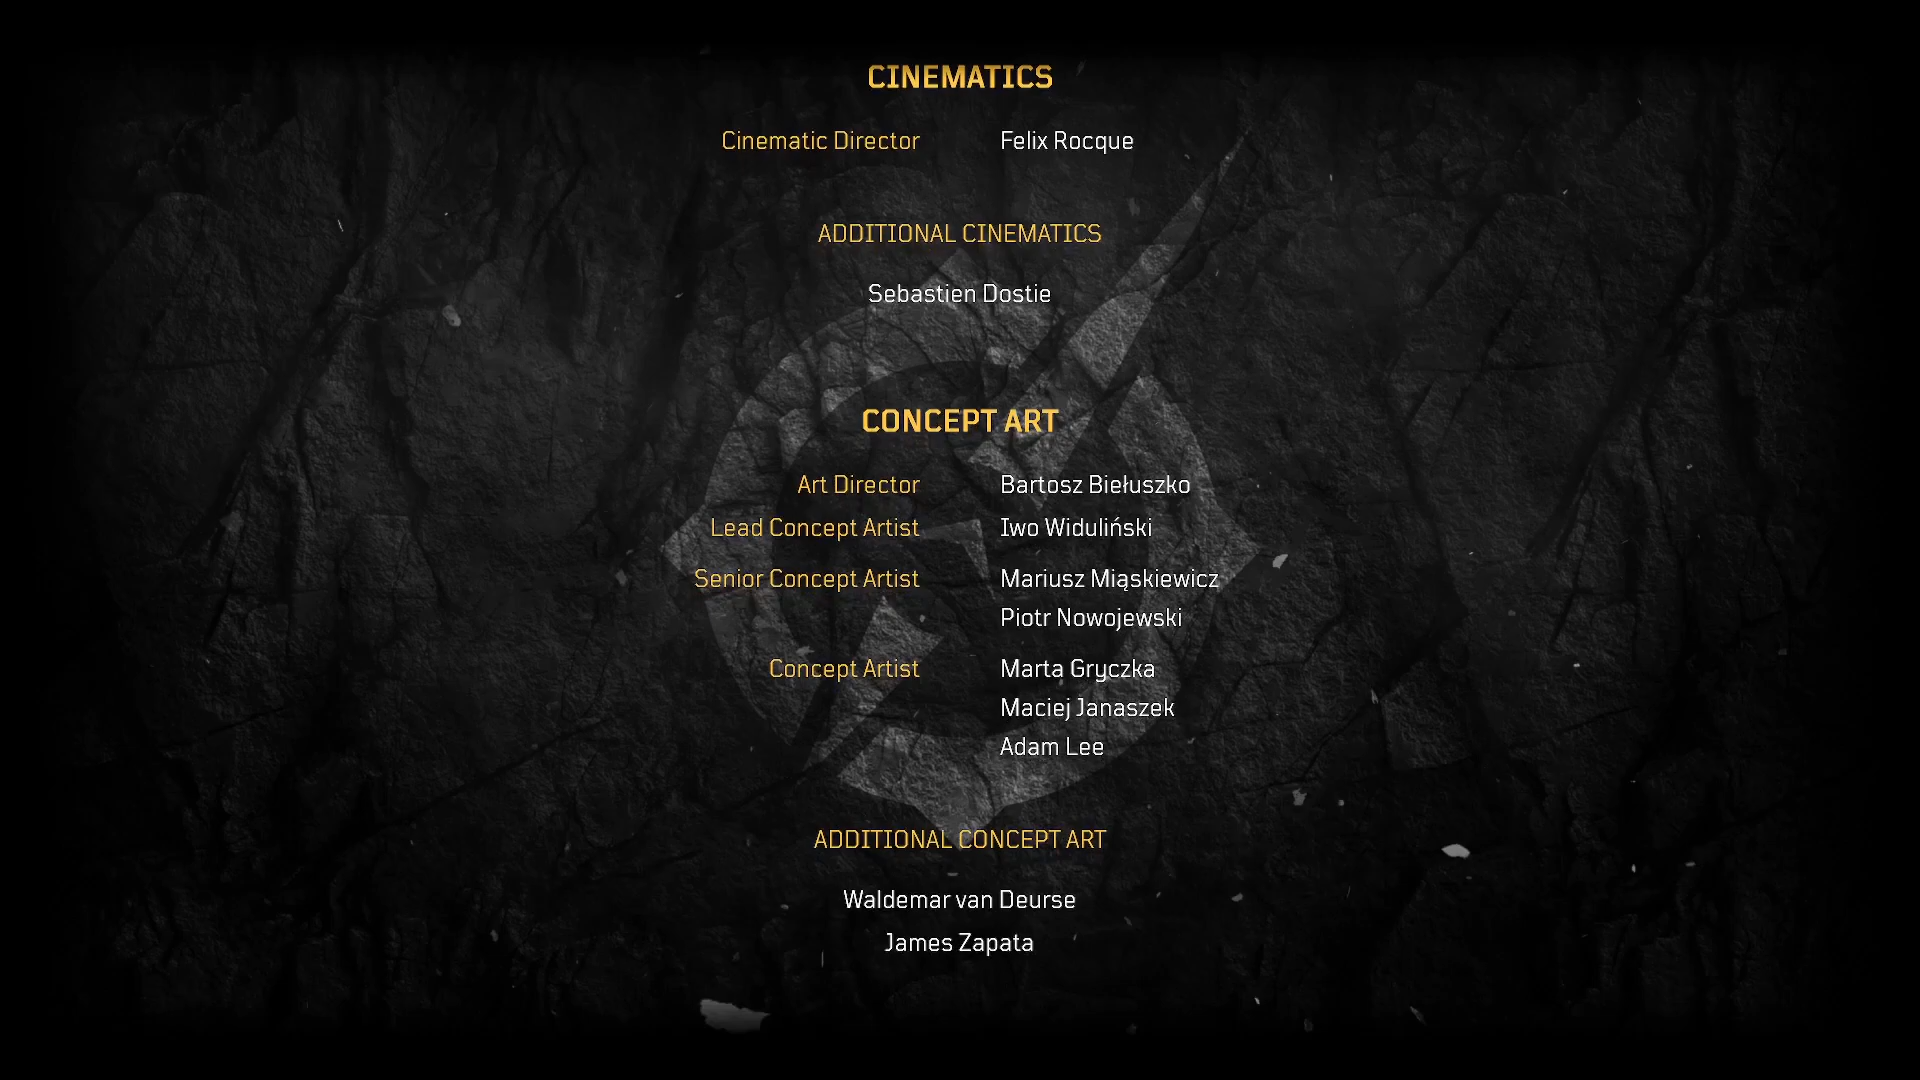 CINEMATICS
Cinematic Director Felix Rocque
ADDITIONAL CINEMATICS
Sebastien Dostie
CONCEPT ART
Art Director Bartosz Biełuszko
Lead Concept Artist Iwo Widuliński
Senior Concept Artist Mariusz Miąskiewicz
Piotr Nowojewski
Concept Artist Marta Gryczka
Maciej Janaszek
Adam Lee
ADDITIONAL CONCEPT ART
Waldemar van Deurse
James Zapata